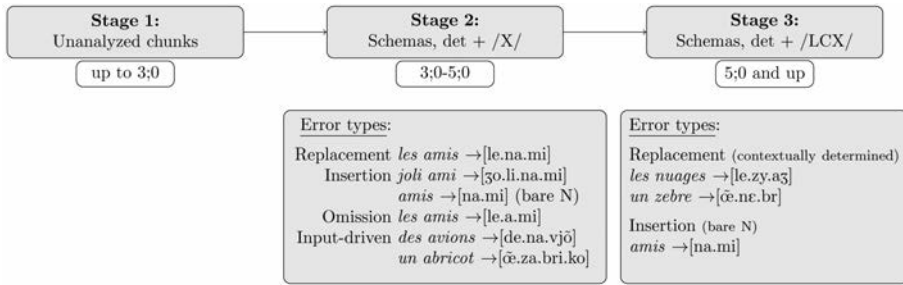 Stage 1:
Unanalyzed chunks
up to 3;0
Stage 2:
Schemas, det + /X/
3;0-5;0
Stage 3:
Schemas, det + /LCX/
5;0 and up
Error types:
Replacement les amis →[le.na.mi]
Insertion joli ami →[ʒo.li.na.mi]
amis →[na.mi] (bare N)
Omission les amis →[le.a.mi]
Input-driven des avions →[de.na.vjõ]
un abricot →[œ̃.za.bri.ko]
Error types:
Replacement (contextually determined)
les nuages →[le.zy.aʒ]
un zebre →[œ̃.nɛ.br]
Insertion (bare N)
amis →[na.mi]